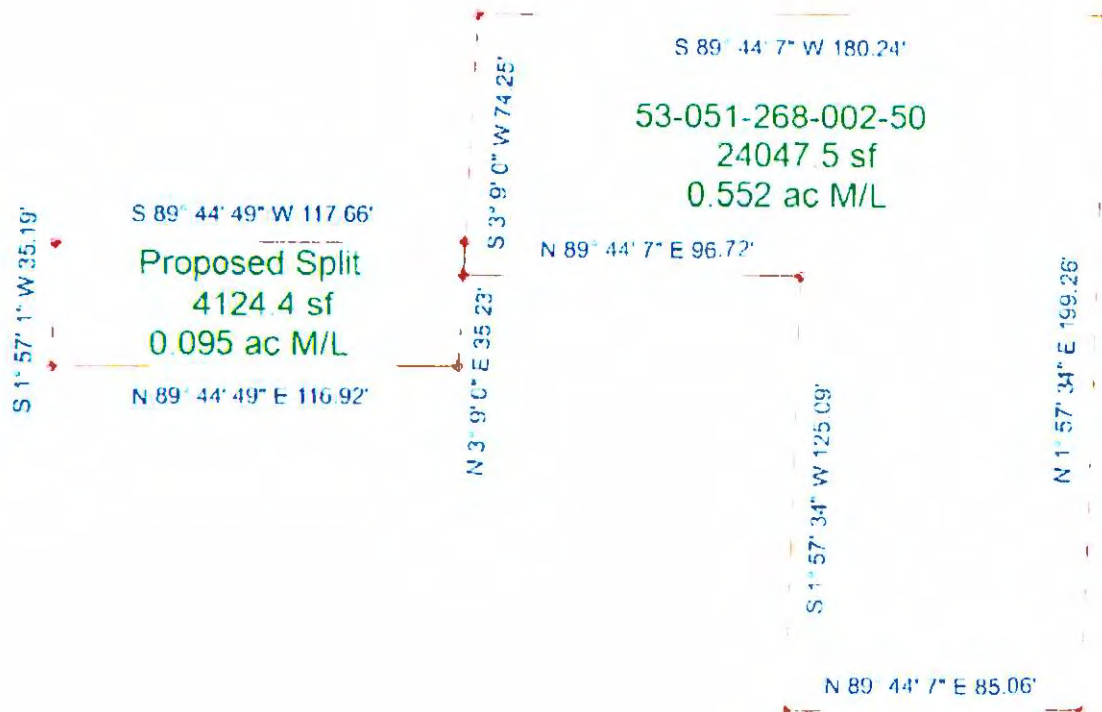 S 89° 44' 7" W 180.24'
S 3° 9' 0" W 74.25'
53-051-268-002-50
24047.5 sf
0.552 ac M/L
S 89° 44' 49" W 117.66'
S 1° 57' 1" W 35.19'
Proposed Split
4124.4 sf
0.095 ac M/L
N 89° 44' 7" E 96.72'
N 89° 44' 49" E 116.92'
N 3° 9' 0" E 35.23'
N 1° 57' 34" E 199.26'
S 1° 57' 34" W 125.09'
N 89° 44' 7" E 85.06'